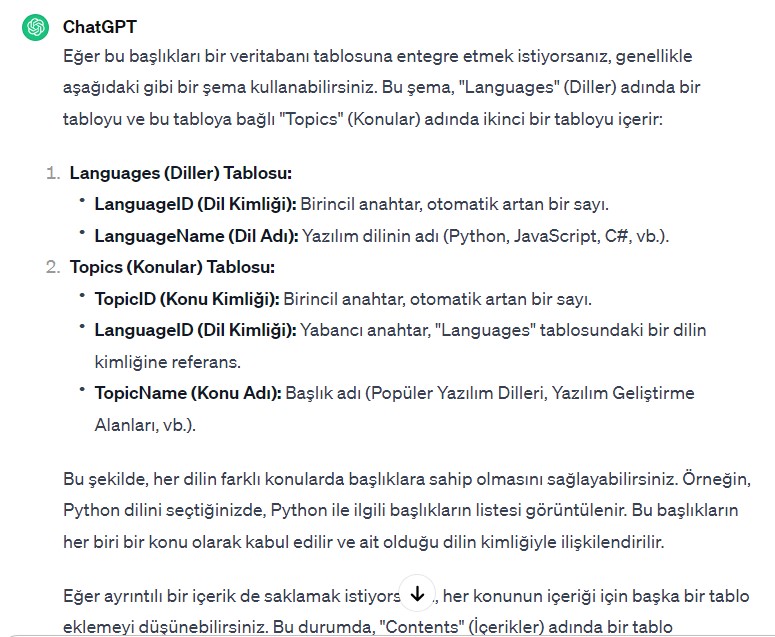 ChatGPT
Eğer bu başlıkları bir veritabanı tablosuna entegre etmek istiyorsanız, genellikle
aşağıdaki gibi bir şema kullanabilirsiniz. Bu şema, "Languages" (Diller) adında bir
tabloyu ve bu tabloya bağlı "Topics" (Konular) adında ikinci bir tabloyu içerir:
1. Languages (Diller) Tablosu:
• LanguageID (Dil Kimliği): Birincil anahtar, otomatik artan bir sayı.
• LanguageName (Dil Adı): Yazılım dilinin adı (Python, JavaScript, C#, vb.).
2. Topics (Konular) Tablosu:
• TopicID (Konu Kimliği): Birincil anahtar, otomatik artan bir sayı.
• LanguageID (Dil Kimliği): Yabancı anahtar, "Languages" tablosundaki bir dilin
kimliğine referans.
• TopicName (Konu Adı): Başlık adı (Popüler Yazılım Dilleri, Yazılım Geliştirme
Alanları, vb.).
Bu şekilde, her dilin farklı konularda başlıklara sahip olmasını sağlayabilirsiniz. Örneğin,
Python dilini seçtiğinizde, Python ile ilgili başlıkların listesi görüntülenir. Bu başlıkların
her biri bir konu olarak kabul edilir ve ait olduğu dilin kimliğiyle ilişkilendirilir.
Eğer ayrıntılı bir içerik de saklamak her konunun içeriği için başka bir tablo
eklemeyi düşünebilirsiniz. Bu durumda, "Contents" (İçerikler) adında bir tablo